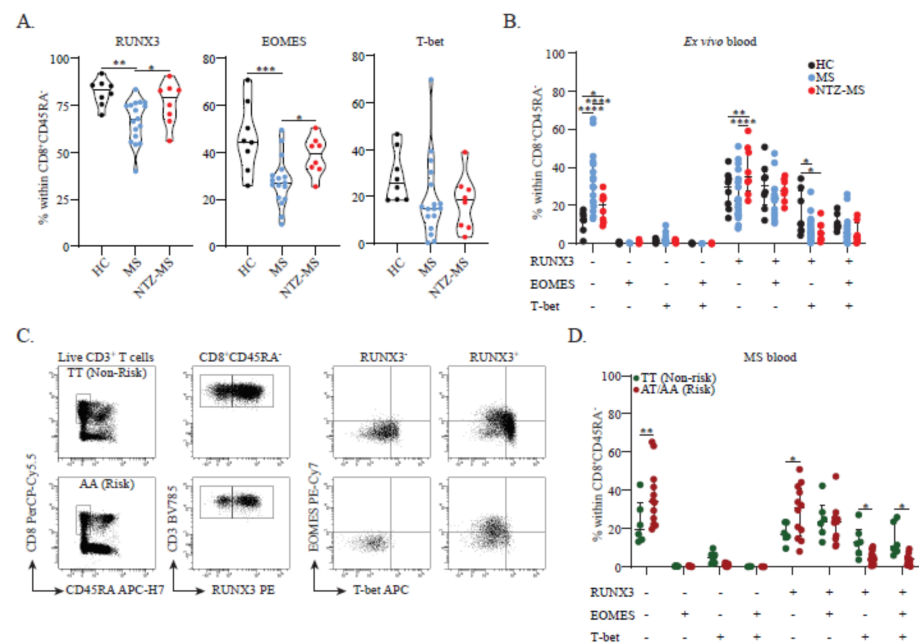 A.
RUNX3
EOMES
T-bet
% within CD8⁺CD45RA⁻
100
75
50
25
0
** *
80
60
40
20
0
*** *
80
60
40
20
0
HC MS NTZ-MS
HC MS NTZ-MS
HC MS NTZ-MS
B.
Ex vivo blood
HC
MS
NTZ-MS
% within CD8⁺CD45RA⁻
100
80
60
40
20
0
*
**** ****
**
****
*
*
RUNX3 - - - - + + + +
EOMES - + - + - + - +
T-bet - - + + - - + +
C.
Live CD3⁺ T cells
TT (Non-Risk)
CD8⁺CD45RA⁻
RUNX3⁻
RUNX3⁺
AA (Risk)
CD8 PerCP-Cy5.5
CD45RA APC-H7
CD3 BV785
RUNX3 PE
EOMES PE-Cy7
T-bet APC
D.
MS blood
TT (Non-risk)
AT/AA (Risk)
% within CD8⁺CD45RA⁻
100
80
60
40
20
0
** * * *
RUNX3 - - - - + + + +
EOMES - + - + - + - +
T-bet - - + + - - + +